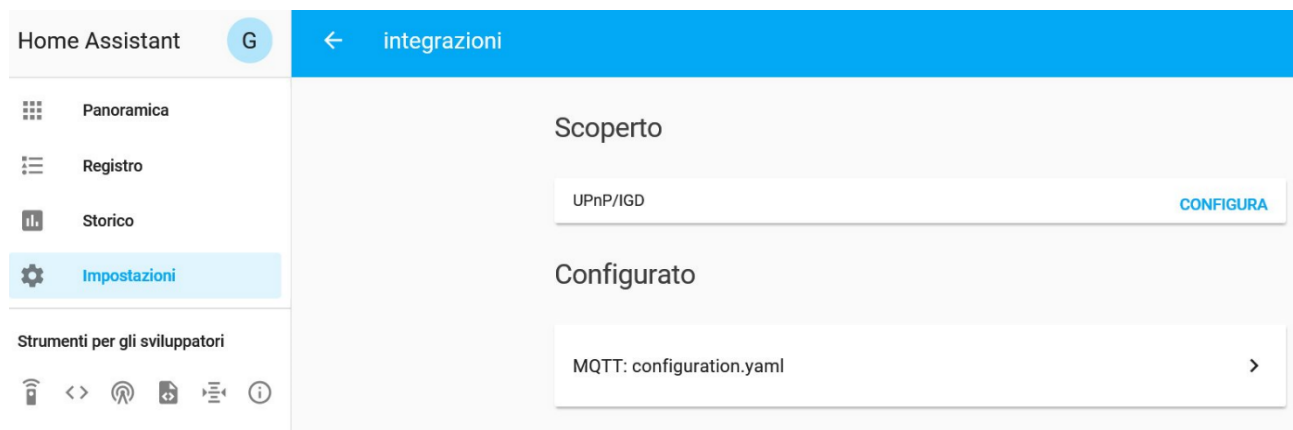 Home Assistant
G
integrazioni
Panoramica
Registro
Storico
Impostazioni
Strumenti per gli sviluppatori
Scoperto
UPnP/IGD
CONFIGURA
Configurato
MQTT: configuration.yaml